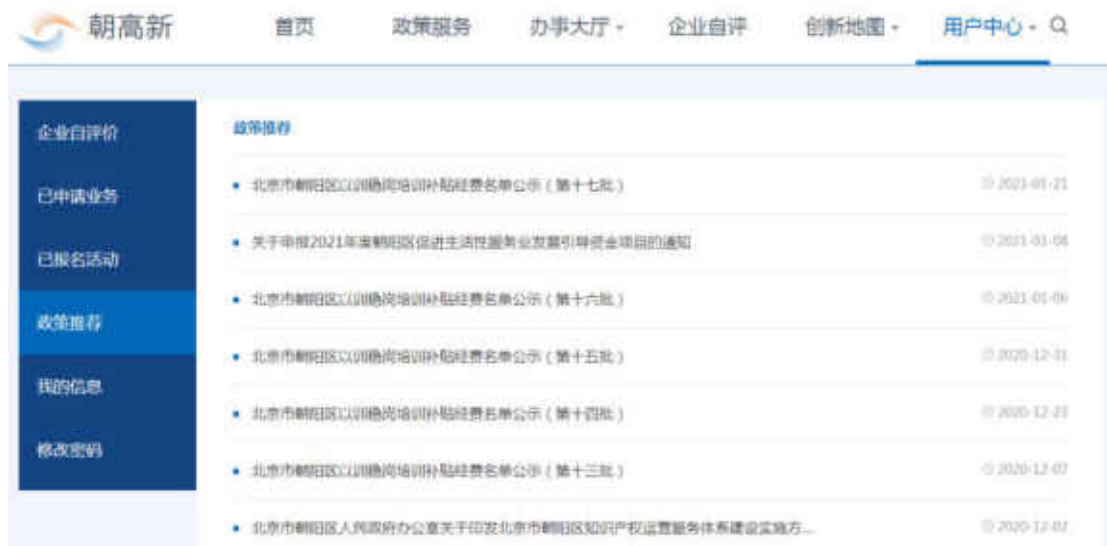 朝高新
首页 政策服务 办事大厅 企业自评 创新地图 用户中心
企业自评价
已申请业务
已报名活动
政策推荐
我的信息
修改密码
政策推荐
北京市朝阳区以训稳岗培训补贴经费名单公示（第十七批） 2021-01-21
关于申报2021年度朝阳区促进生活性服务业发展引导资金项目的通知 2021-01-08
北京市朝阳区以训稳岗培训补贴经费名单公示（第十六批） 2021-01-06
北京市朝阳区以训稳岗培训补贴经费名单公示（第十五批） 2020-12-31
北京市朝阳区以训稳岗培训补贴经费名单公示（第十四批） 2020-12-21
北京市朝阳区以训稳岗培训补贴经费名单公示（第十三批） 2020-12-07
北京市朝阳区人民政府办公室关于印发北京市朝阳区知识产权运营服务体系建设实施方... 2020-12-02